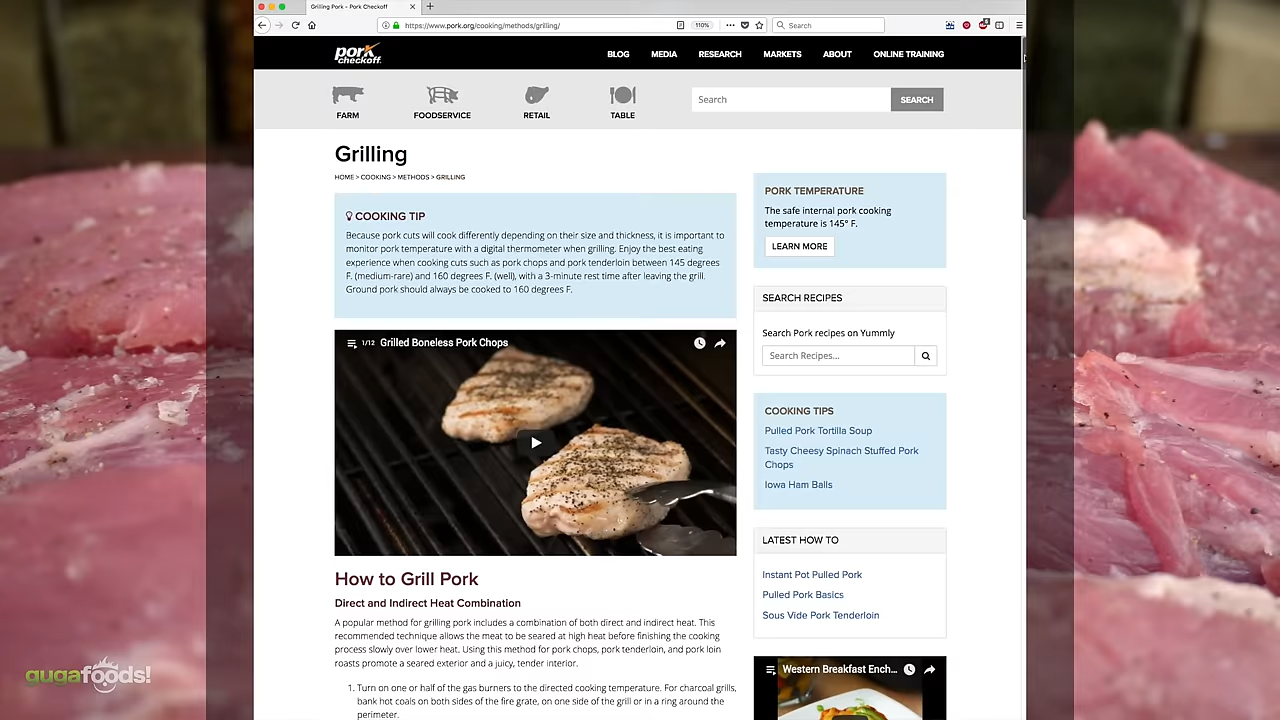 Grilling Pork - Pork Checkoff
https://www.pork.org/cooking/methods/grilling/
110%
Search
pork checkoff.
BLOG
MEDIA
RESEARCH
MARKETS
ABOUT
ONLINE TRAINING
FARM
FOODSERVICE
RETAIL
TABLE
Search
SEARCH
Grilling
HOME > COOKING > METHODS > GRILLING
COOKING TIP
Because pork cuts will cook differently depending on their size and thickness, it is important to
monitor pork temperature with a digital thermometer when grilling. Enjoy the best eating
experience when cooking cuts such as pork chops and pork tenderloin between 145 degrees
F. (medium-rare) and 160 degrees F. (well), with a 3-minute rest time after leaving the grill.
Ground pork should always be cooked to 160 degrees F.
1/12 Grilled Boneless Pork Chops
How to Grill Pork
Direct and Indirect Heat Combination
A popular method for grilling pork includes a combination of both direct and indirect heat. This
recommended technique allows the meat to be seared at high heat before finishing the cooking
process slowly over lower heat. Using this method for pork chops, pork tenderloin, and pork loin
roasts promote a seared exterior and a juicy, tender interior.
1. Turn on one or half of the gas burners to the directed cooking temperature. For charcoal grills,
bank hot coals on both sides of the fire grate, on one side of the grill or in a ring around the
perimeter.
PORK TEMPERATURE
The safe internal pork cooking
temperature is 145° F.
LEARN MORE
SEARCH RECIPES
Search Pork recipes on Yummly
Search Recipes...
COOKING TIPS
Pulled Pork Tortilla Soup
Tasty Cheesy Spinach Stuffed Pork
Chops
Iowa Ham Balls
LATEST HOW TO
Instant Pot Pulled Pork
Pulled Pork Basics
Sous Vide Pork Tenderloin
Western Breakfast Ench...
gugafoods!